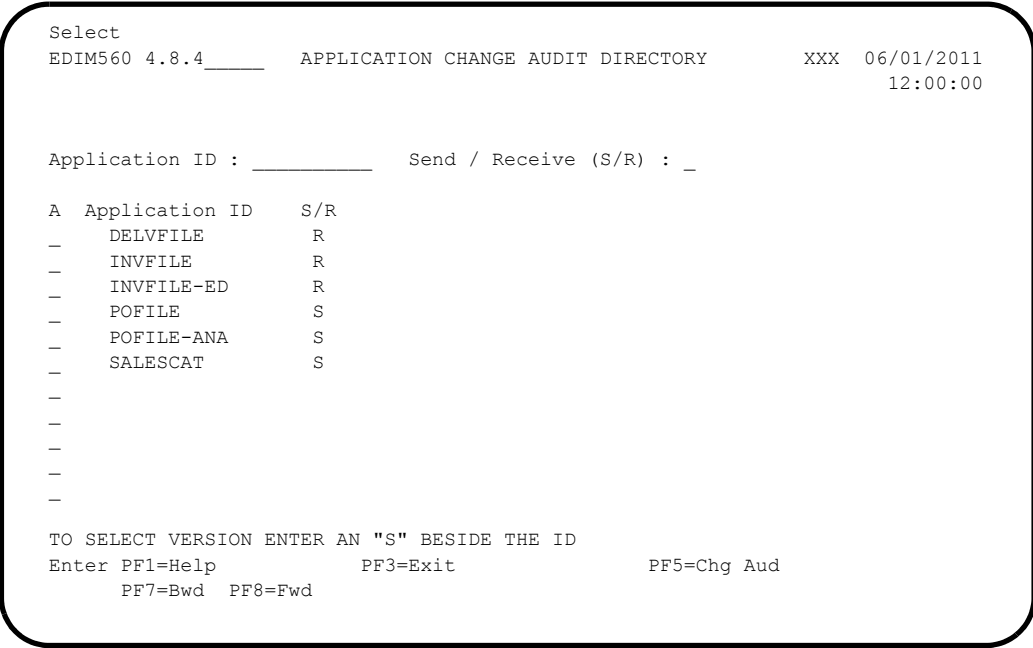 Select
EDIM560 4.8.4_____ APPLICATION CHANGE AUDIT DIRECTORY XXX 06/01/2011
12:00:00
Application ID : __________ Send / Receive (S/R) : _
A Application ID S/R
_ DELVFILE R
_ INVFILE R
_ INVFILE-ED R
_ POFILE S
_ POFILE-ANA S
_ SALESCAT S
_
_
_
_
_
TO SELECT VERSION ENTER AN "S" BESIDE THE ID
Enter PF1=Help PF3=Exit PF5=Chg Aud
PF7=Bwd PF8=Fwd